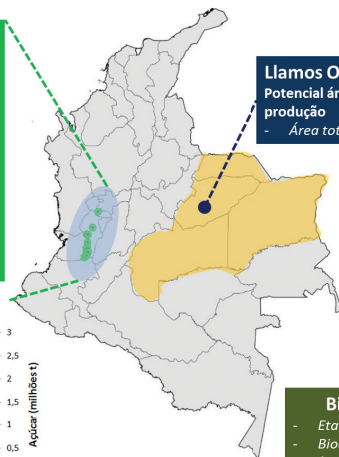 Llamos O
Potencial ár
produção
- Área tot
3
2,5
2
1,5
1
0,5
Açúcar (milhões t)
Bi
- Eta
- Bio